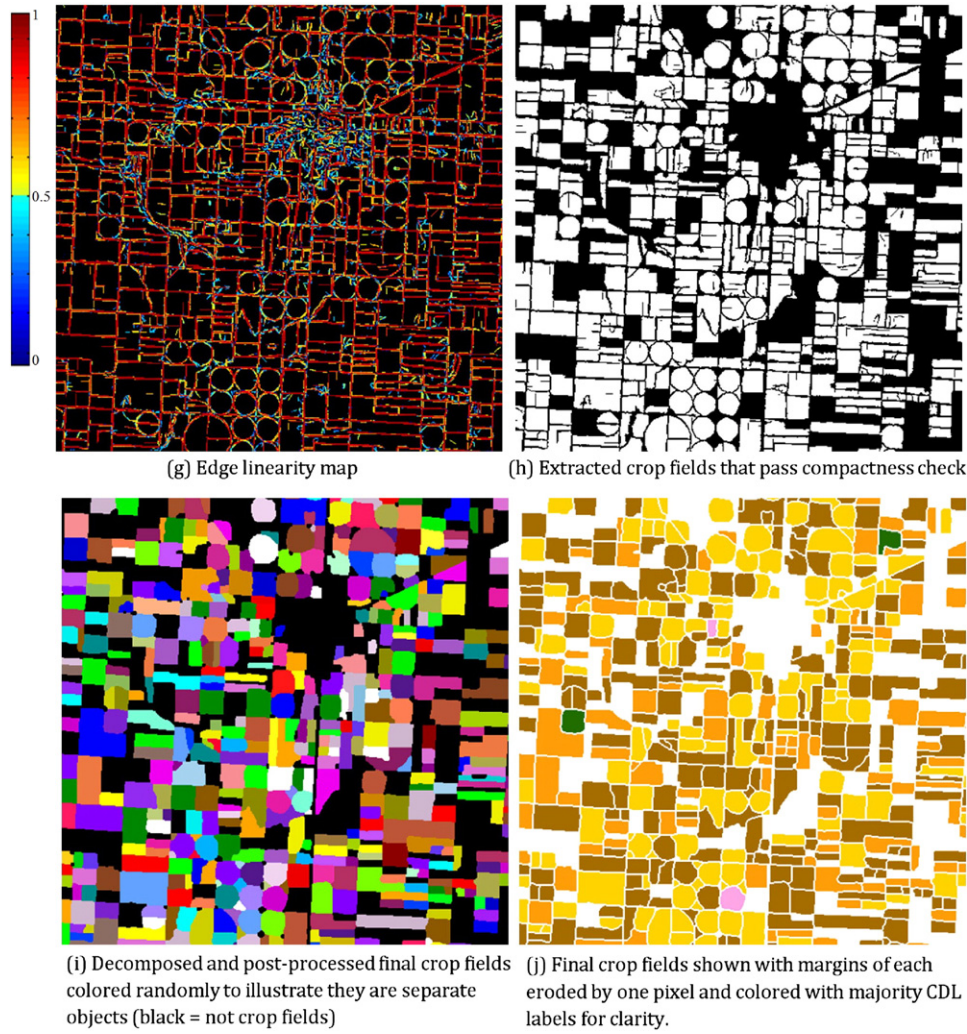 1
0.5
0
(g) Edge linearity map
(h) Extracted crop fields that pass compactness check
(i) Decomposed and post-processed final crop fields
colored randomly to illustrate they are separate
objects (black = not crop fields)
(j) Final crop fields shown with margins of each
eroded by one pixel and colored with majority CDL
labels for clarity.